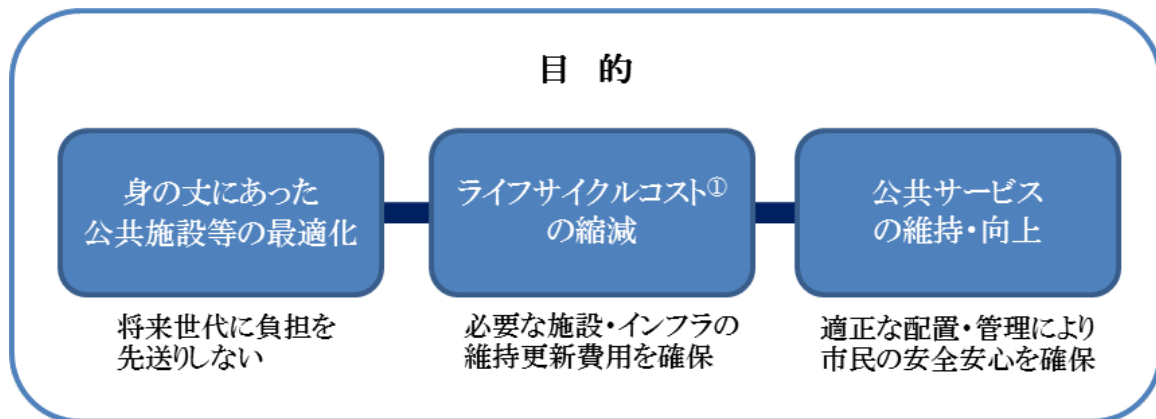 目 的
身の丈にあった
公共施設等の最適化
将来世代に負担を
先送りしない
ライフサイクルコスト①
の縮減
必要な施設・インフラの
維持更新費用を確保
公共サービス
の維持・向上
適正な配置・管理により
市民の安全安心を確保